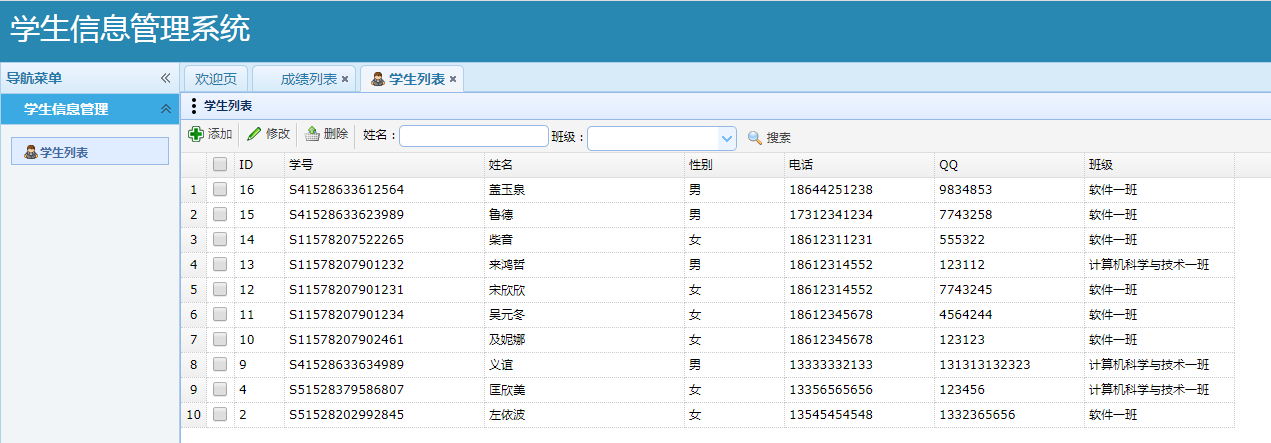 学生信息管理系统
导航菜单
学生信息管理
学生列表
欢迎页 成绩列表 学生列表
学生列表
添加 修改 删除 姓名： 班级： 搜索
ID 学号 姓名 性别 电话 QQ 班级
1 16 S41528633612564 盖玉泉 男 18644251238 9834853 软件一班
2 15 S41528633623989 鲁德 男 17312341234 7743258 软件一班
3 14 S11578207522265 柴音 女 18612311231 555322 软件一班
4 13 S11578207901232 来鸿哲 男 18612314552 123112 计算机科学与技术一班
5 12 S11578207901231 宋欣欣 女 18612314552 7743245 软件一班
6 11 S11578207901234 吴元冬 女 18612345678 4564244 软件一班
7 10 S11578207902461 及妮娜 女 18612345678 123123 软件一班
8 9 S41528633634989 义谊 男 13333332133 131313132323 计算机科学与技术一班
9 4 S51528379586807 匡欣美 女 13356565656 123456 计算机科学与技术一班
10 2 S51528202992845 左依波 女 13545454548 1332365656 软件一班